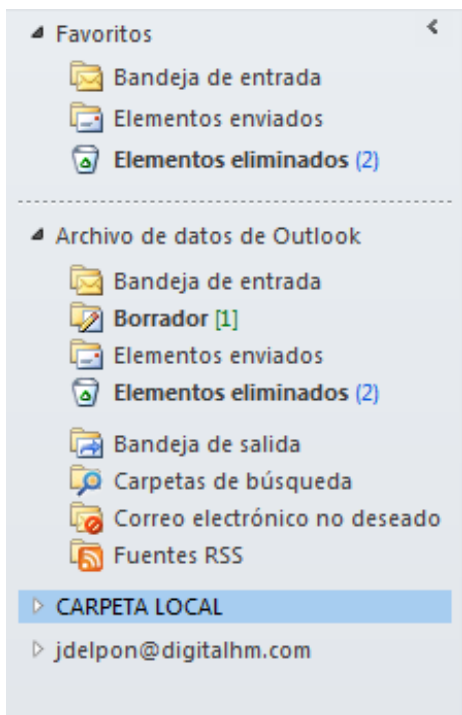 Favoritos
Bandeja de entrada
Elementos enviados
Elementos eliminados (2)
Archivo de datos de Outlook
Bandeja de entrada
Borrador [1]
Elementos enviados
Elementos eliminados (2)
Bandeja de salida
Carpetas de búsqueda
Correo electrónico no deseado
Fuentes RSS
CARPETA LOCAL
jdelpon@digitalhm.com